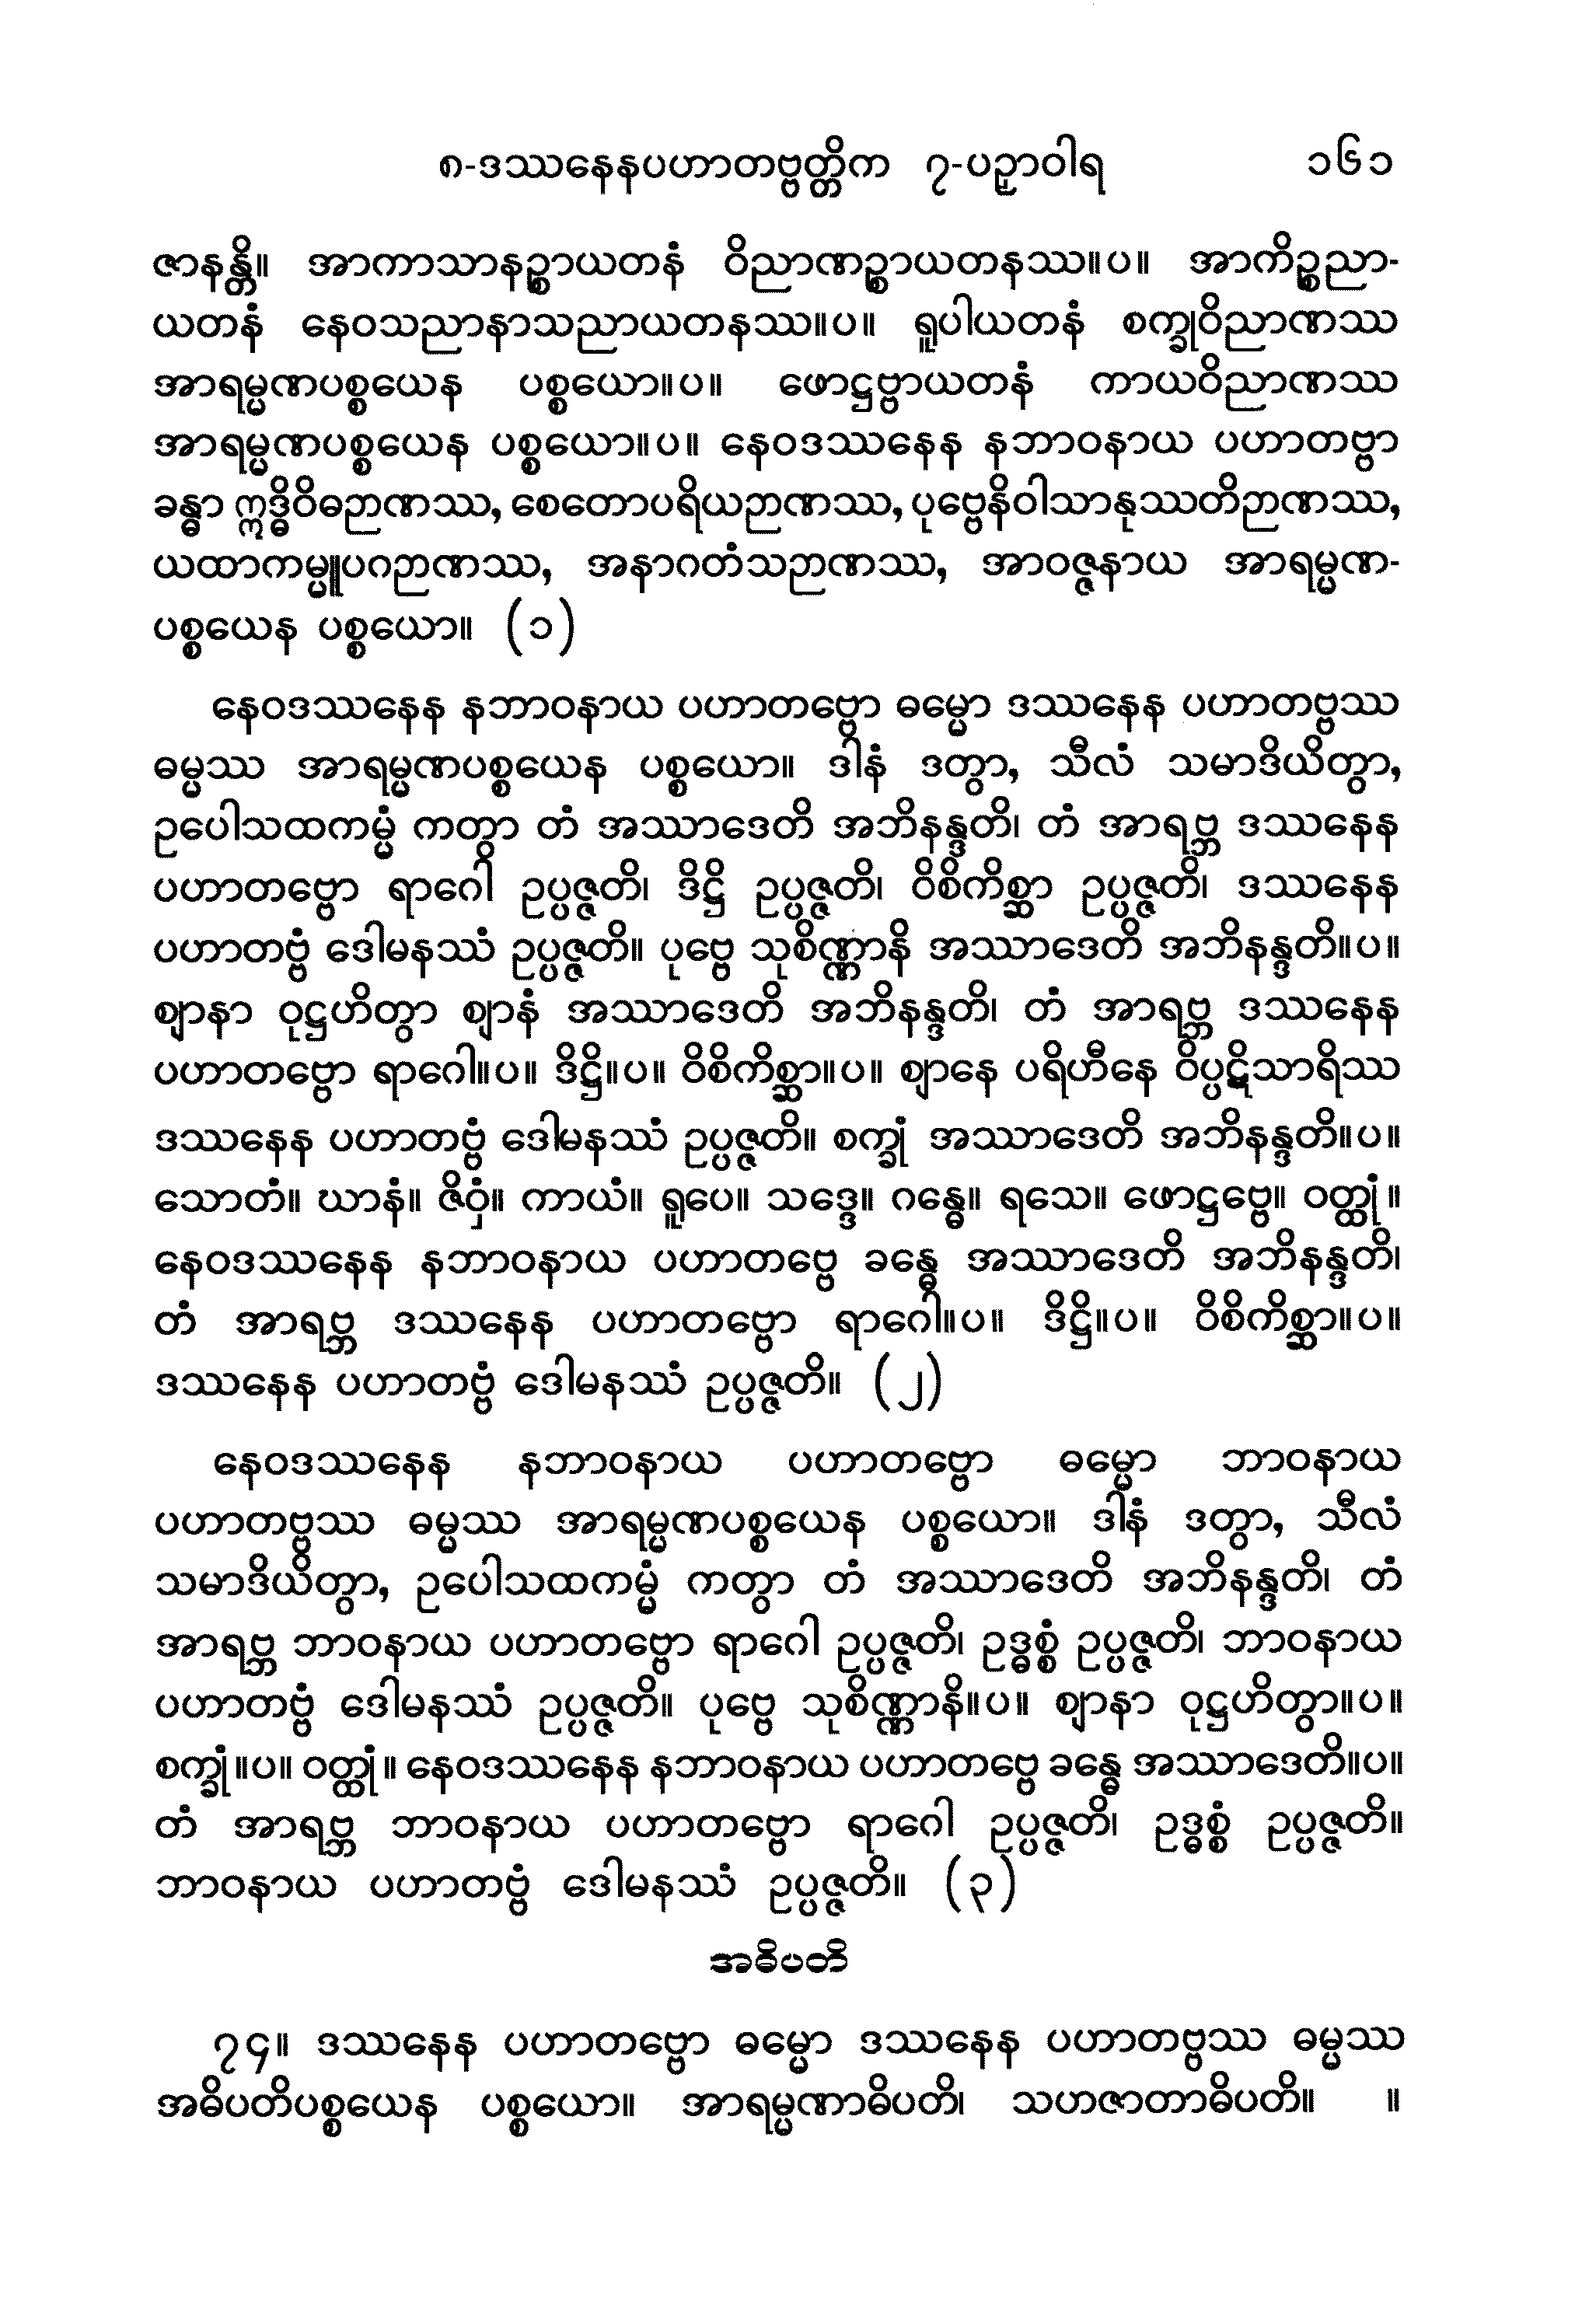 ၈-ဒဿနေနပဟာတဗ္ဗတ္တိက ၇-ပဉှာဝါရ ၁၆၁
ဇာနန္တိ။ အာကာသာနဉ္စာယတနံ ဝိညာဏဉ္စာယတနဿ။ပ။ အာကိဉ္စညာ-
ယတနံ နေဝသညာနာသညာယတနဿ။ပ။ ရူပါယတနံ စက္ခုဝိညာဏဿ
အာရမ္မဏပစ္စယေန ပစ္စယော။ပ။ ဖောဋ္ဌဗ္ဗာယတနံ ကာယဝိညာဏဿ
အာရမ္မဏပစ္စယေန ပစ္စယော။ပ။ နေဝဒဿနေန နဘာဝနာယ ပဟာတဗ္ဗာ
ခန္ဓာ ဣဒ္ဓိဝိဓဉာဏဿ, စေတောပရိယဉာဏဿ, ပုဗ္ဗေနိဝါသာနုဿတိဉာဏဿ,
ယထာကမ္မူပဂဉာဏဿ, အနာဂတံသဉာဏဿ, အာဝဇ္ဇနာယ အာရမ္မဏ-
ပစ္စယေန ပစ္စယော။ (၁)
နေဝဒဿနေန နဘာဝနာယ ပဟာတဗ္ဗော ဓမ္မော ဒဿနေန ပဟာတဗ္ဗဿ
ဓမ္မဿ အာရမ္မဏပစ္စယေန ပစ္စယော။ ဒါနံ ဒတွာ, သီလံ သမာဒိယိတွာ,
ဥပေါသထကမ္မံ ကတွာ တံ အဿာဒေတိ အဘိနန္ဒတိ၊ တံ အာရဗ္ဘ ဒဿနေန
ပဟာတဗ္ဗော ရာဂေါ ဥပ္ပဇ္ဇတိ၊ ဒိဋ္ဌိ ဥပ္ပဇ္ဇတိ၊ ဝိစိကိစ္ဆာ ဥပ္ပဇ္ဇတိ၊ ဒဿနေန
ပဟာတဗ္ဗံ ဒေါမနဿံ ဥပ္ပဇ္ဇတိ။ ပုဗ္ဗေ သုစိဏ္ဏာနိ အဿာဒေတိ အဘိနန္ဒတိ။ပ။
ဈာနာ ဝုဋ္ဌဟိတွာ ဈာနံ အဿာဒေတိ အဘိနန္ဒတိ၊ တံ အာရဗ္ဘ ဒဿနေန
ပဟာတဗ္ဗော ရာဂေါ။ပ။ ဒိဋ္ဌိ။ပ။ ဝိစိကိစ္ဆာ။ပ။ ဈာနေ ပရိဟီနေ ဝိပ္ပဋိသာရိဿ
ဒဿနေန ပဟာတဗ္ဗံ ဒေါမနဿံ ဥပ္ပဇ္ဇတိ။ စက္ခုံ အဿာဒေတိ အဘိနန္ဒတိ။ပ။
သောတံ။ ဃာနံ။ ဇိဝှံ။ ကာယံ။ ရူပေ။ သဒ္ဒေ။ ဂန္ဓေ။ ရသေ။ ဖောဋ္ဌဗ္ဗေ။ ဝတ္ထုံ။
နေဝဒဿနေန နဘာဝနာယ ပဟာတဗ္ဗေ ခန္ဓေ အဿာဒေတိ အဘိနန္ဒတိ၊
တံ အာရဗ္ဘ ဒဿနေန ပဟာတဗ္ဗော ရာဂေါ။ပ။ ဒိဋ္ဌိ။ပ။ ဝိစိကိစ္ဆာ။ပ။
ဒဿနေန ပဟာတဗ္ဗံ ဒေါမနဿံ ဥပ္ပဇ္ဇတိ။ (၂)
နေဝဒဿနေန နဘာဝနာယ ပဟာတဗ္ဗော ဓမ္မော ဘာဝနာယ
ပဟာတဗ္ဗဿ ဓမ္မဿ အာရမ္မဏပစ္စယေန ပစ္စယော။ ဒါနံ ဒတွာ, သီလံ
သမာဒိယိတွာ, ဥပေါသထကမ္မံ ကတွာ တံ အဿာဒေတိ အဘိနန္ဒတိ၊ တံ
အာရဗ္ဘ ဘာဝနာယ ပဟာတဗ္ဗော ရာဂေါ ဥပ္ပဇ္ဇတိ၊ ဥဒ္ဓစ္စံ ဥပ္ပဇ္ဇတိ၊ ဘာဝနာယ
ပဟာတဗ္ဗံ ဒေါမနဿံ ဥပ္ပဇ္ဇတိ။ ပုဗ္ဗေ သုစိဏ္ဏာနိ။ပ။ ဈာနာ ဝုဋ္ဌဟိတွာ။ပ။
စက္ခုံ။ပ။ ဝတ္ထုံ။ နေဝဒဿနေန နဘာဝနာယ ပဟာတဗ္ဗေ ခန္ဓေ အဿာဒေတိ။ပ။
တံ အာရဗ္ဘ ဘာဝနာယ ပဟာတဗ္ဗော ရာဂေါ ဥပ္ပဇ္ဇတိ၊ ဥဒ္ဓစ္စံ ဥပ္ပဇ္ဇတိ။
ဘာဝနာယ ပဟာတဗ္ဗံ ဒေါမနဿံ ဥပ္ပဇ္ဇတိ။ (၃)
အဓိပတိ
၇၄။ ဒဿနေန ပဟာတဗ္ဗော ဓမ္မော ဒဿနေန ပဟာတဗ္ဗဿ ဓမ္မဿ
အဓိပတိပစ္စယေန ပစ္စယော။ အာရမ္မဏာဓိပတိ၊ သဟဇာတာဓိပတိ။ ။